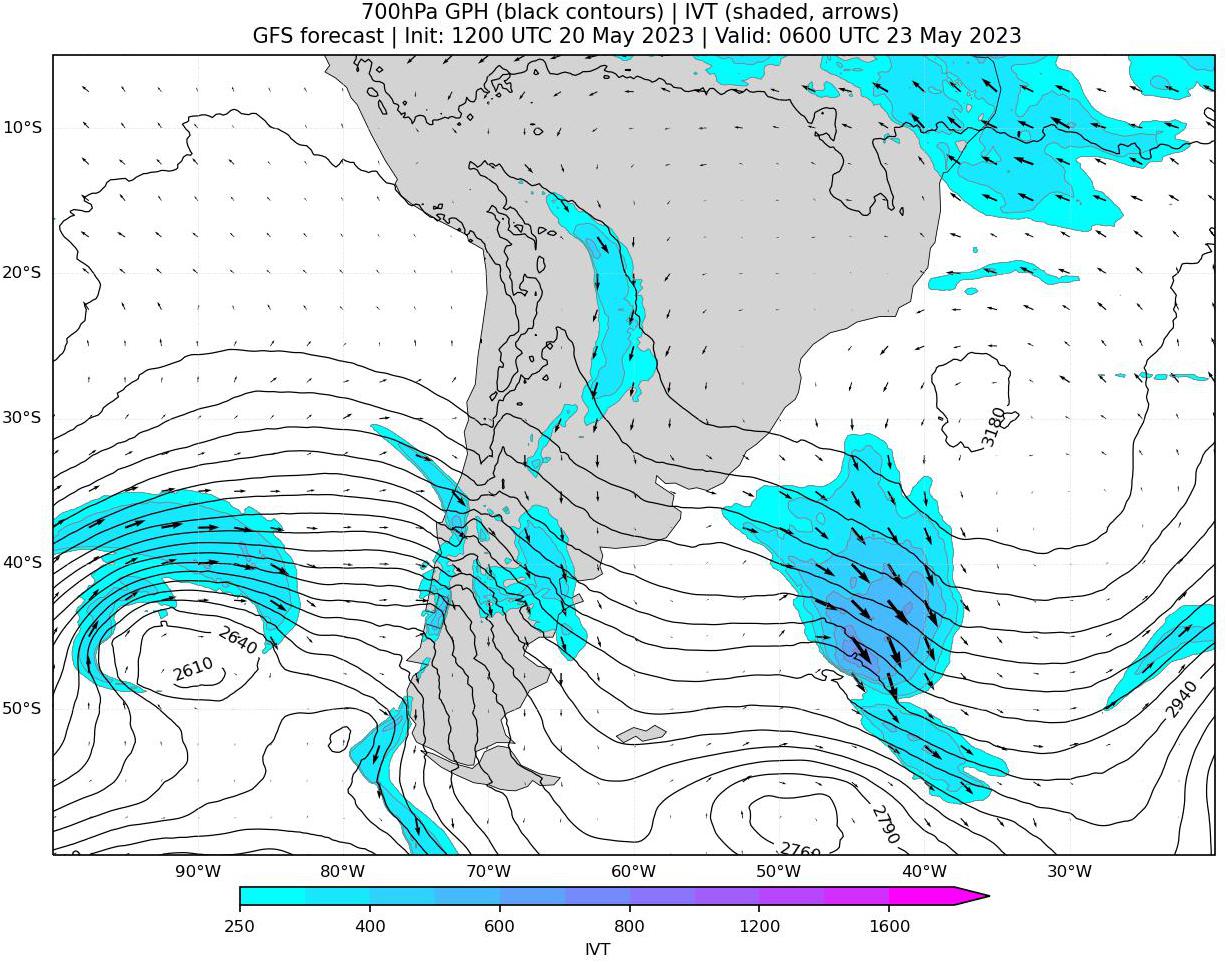 700hPa GPH (black contours) | IVT (shaded, arrows)
GFS forecast | Init: 1200 UTC 20 May 2023 | Valid: 0600 UTC 23 May 2023
10°S
20°S
30°S
3180
40°S
2640
2610
50°S
2940
2790
2760
90°W 80°W 70°W 60°W 50°W 40°W 30°W
250 400 600 800 1200 1600
IVT